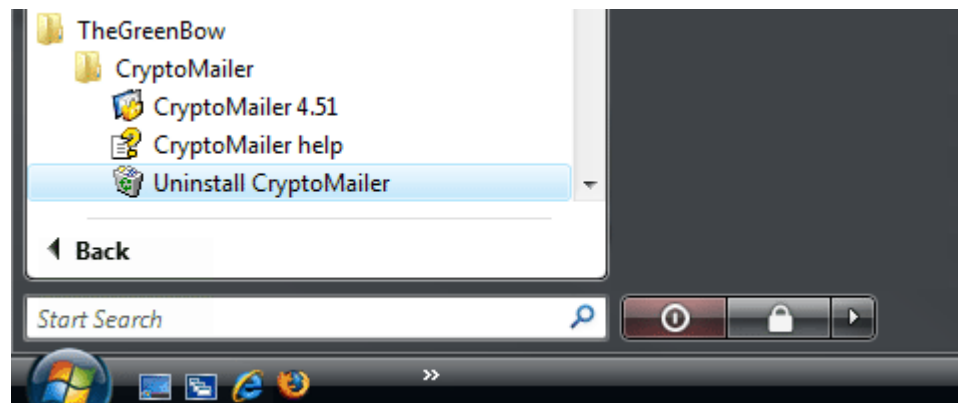 TheGreenBow
CryptoMailer
CryptoMailer 4.51
CryptoMailer help
Uninstall CryptoMailer
Back
Start Search